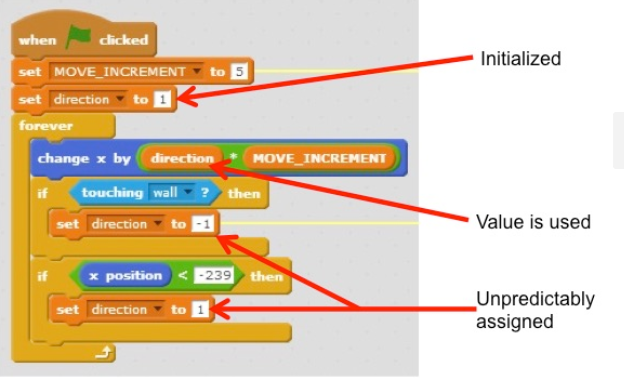 when clicked
Initialized
set MOVE_INCREMENT to 5
set direction to 1
forever
change x by direction * MOVE_INCREMENT
if touching wall ? then
set direction to -1
Value is used
if x position < -239 then
set direction to 1
Unpredictably
assigned